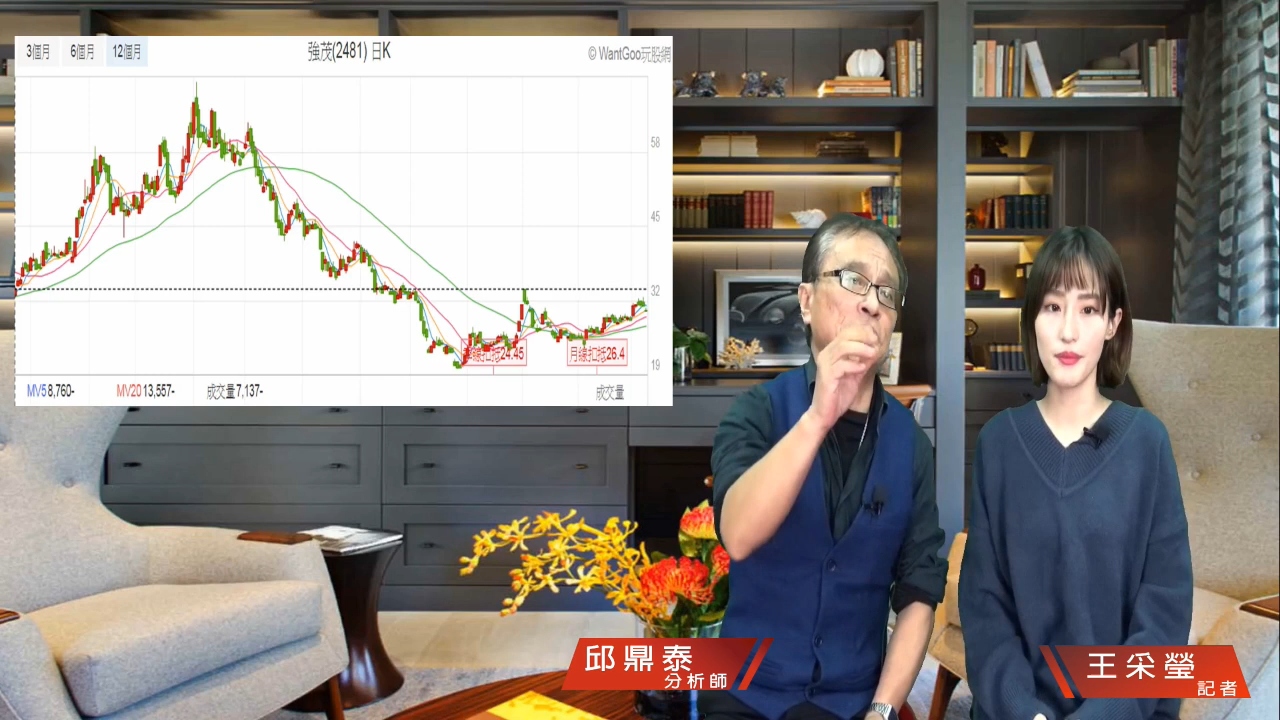 3個月 6個月 12個月
強茂(2481) 日K
© WantGoo玩股網
58
45
32
19
扣抵24.45
月線扣抵26.4
MV5 8,760- MV20 13,557- 成交量 7,137-
成交量
邱鼎泰
分析師
王采瑩
記者